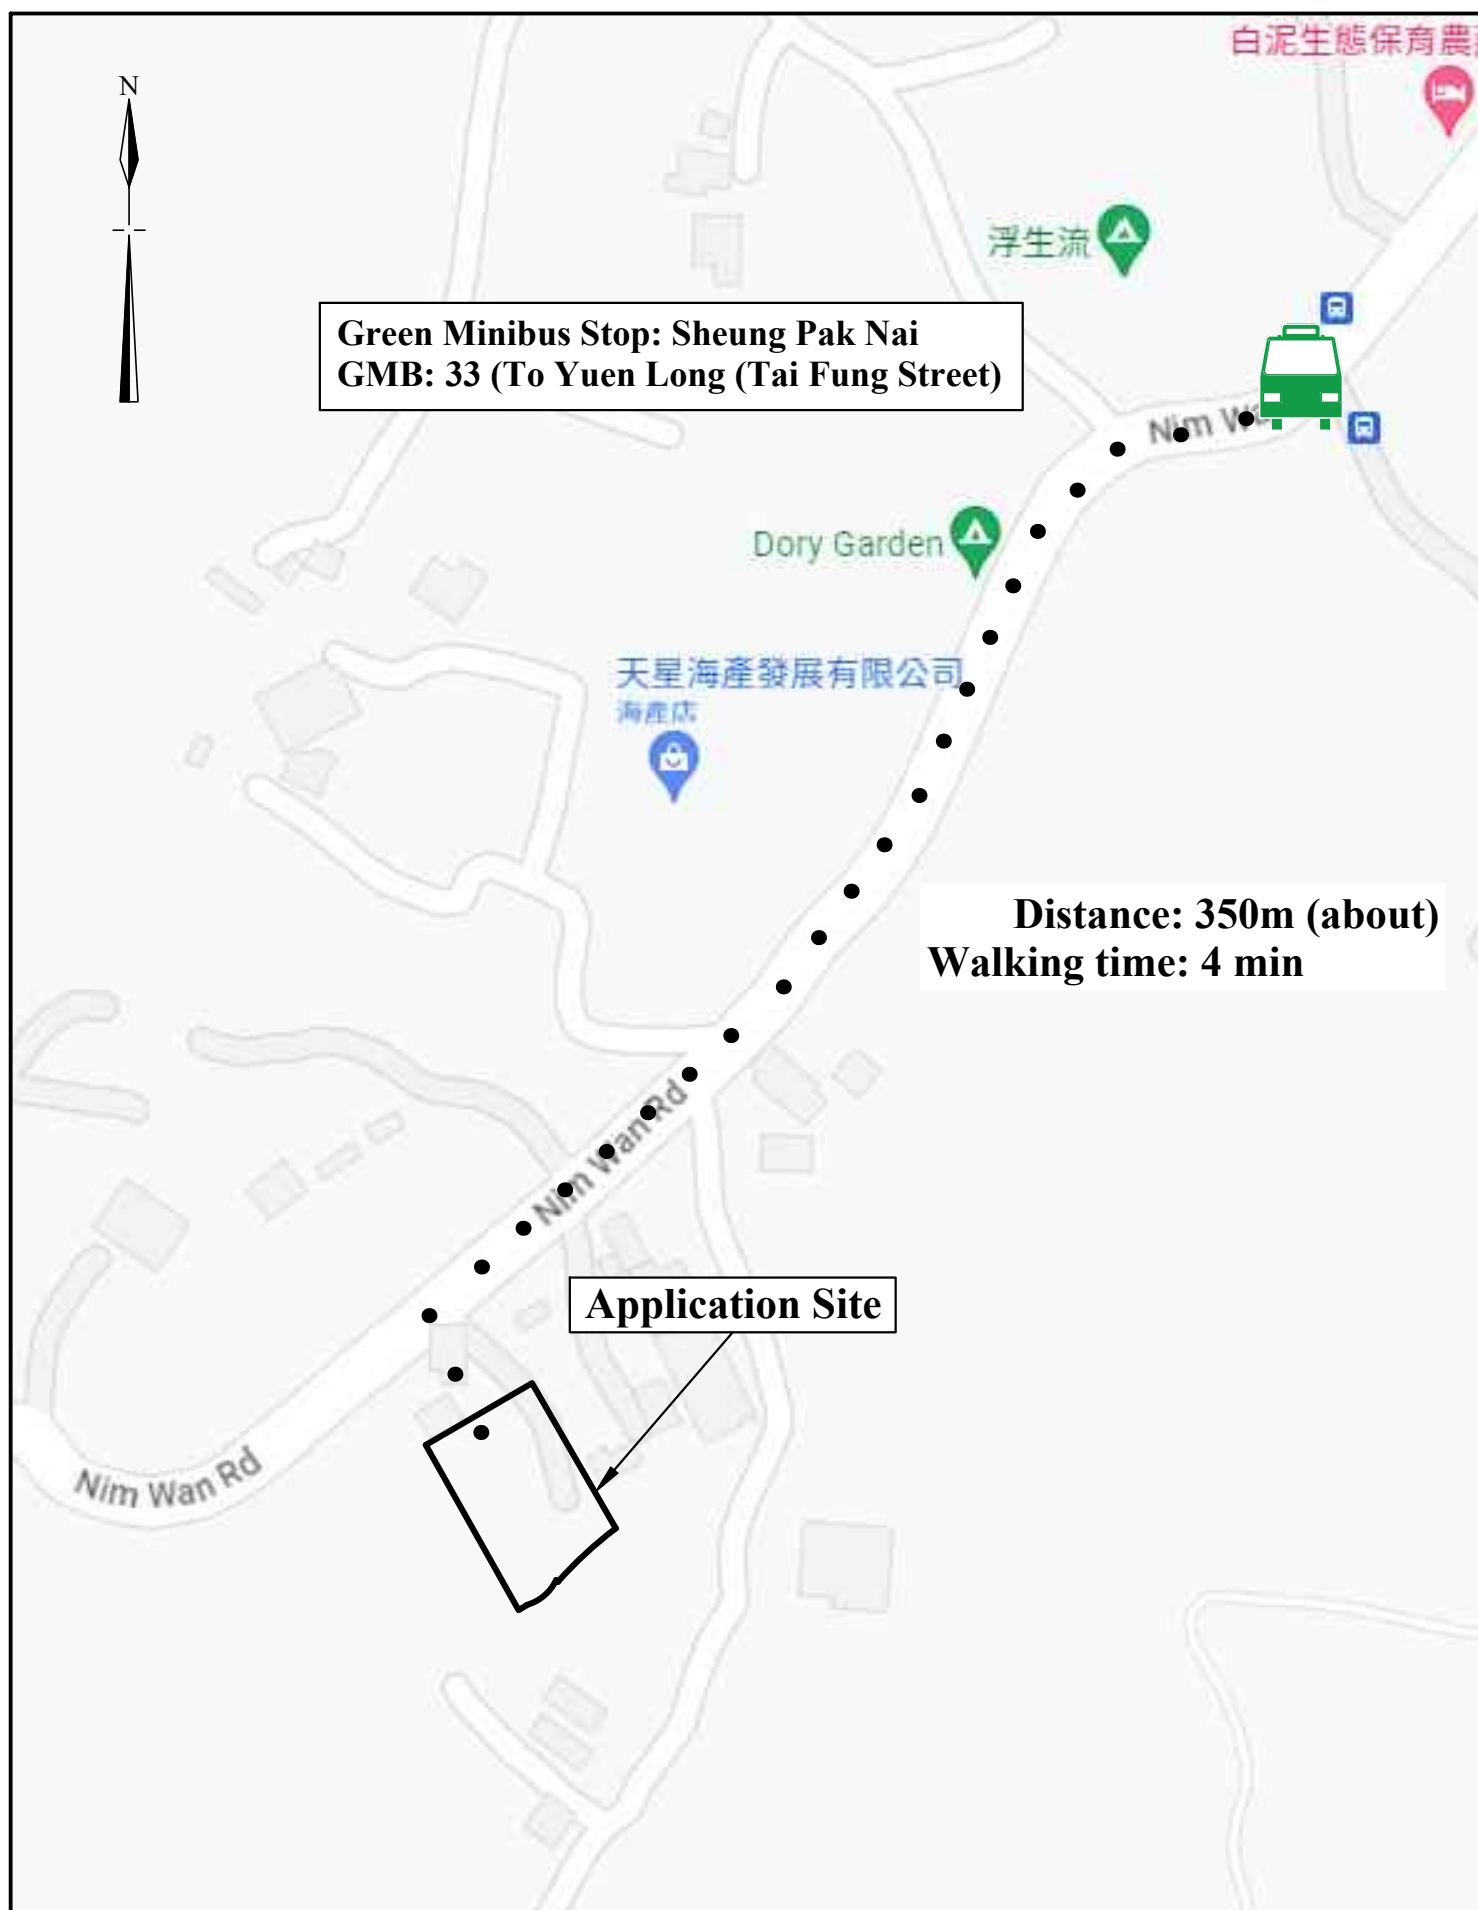 白泥生態保育農
N
浮生流
Green Minibus Stop: Sheung Pak Nai
GMB: 33 (To Yuen Long (Tai Fung Street)
Nim
Dory Garden
天星海產發展有限公司
海產店
Distance: 350m (about)
Walking time: 4 min
Nim Wan Rd
Application Site
Nim Wan Rd